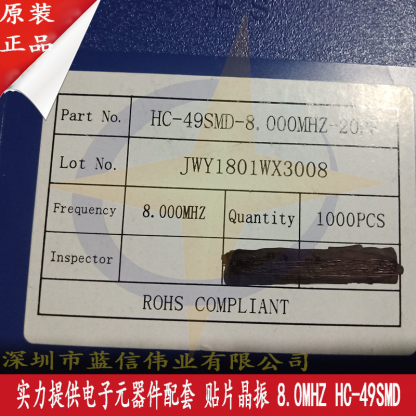 原装
正品
Part No. HC-49SMD-8.000MHZ-20PF
Lot No. JWY1801WX3008
Frequency 8.000MHZ Quantity 1000PCS
Inspector
ROHS COMPLIANT
深圳市蓝信伟业有限公司
实力提供电子元器件配套 贴片晶振 8.0MHZ HC-49SMD